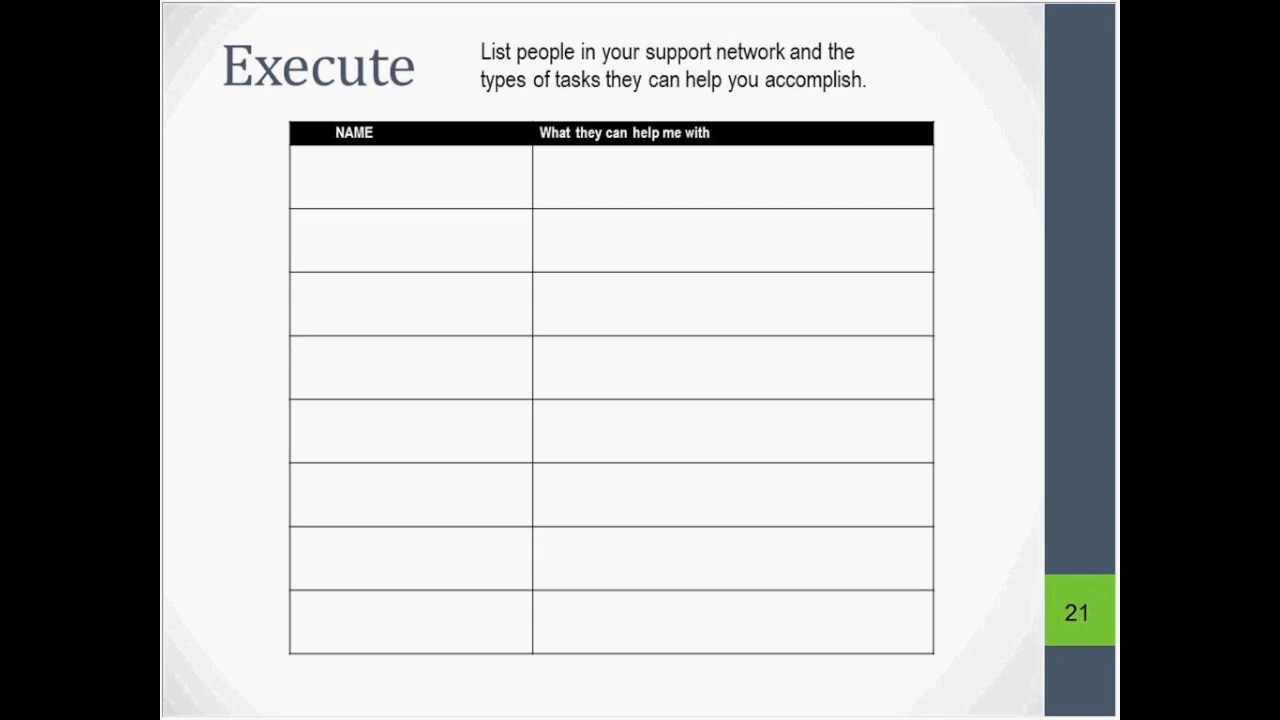 Execute
List people in your support network and the
types of tasks they can help you accomplish.
NAME What they can help me with
21